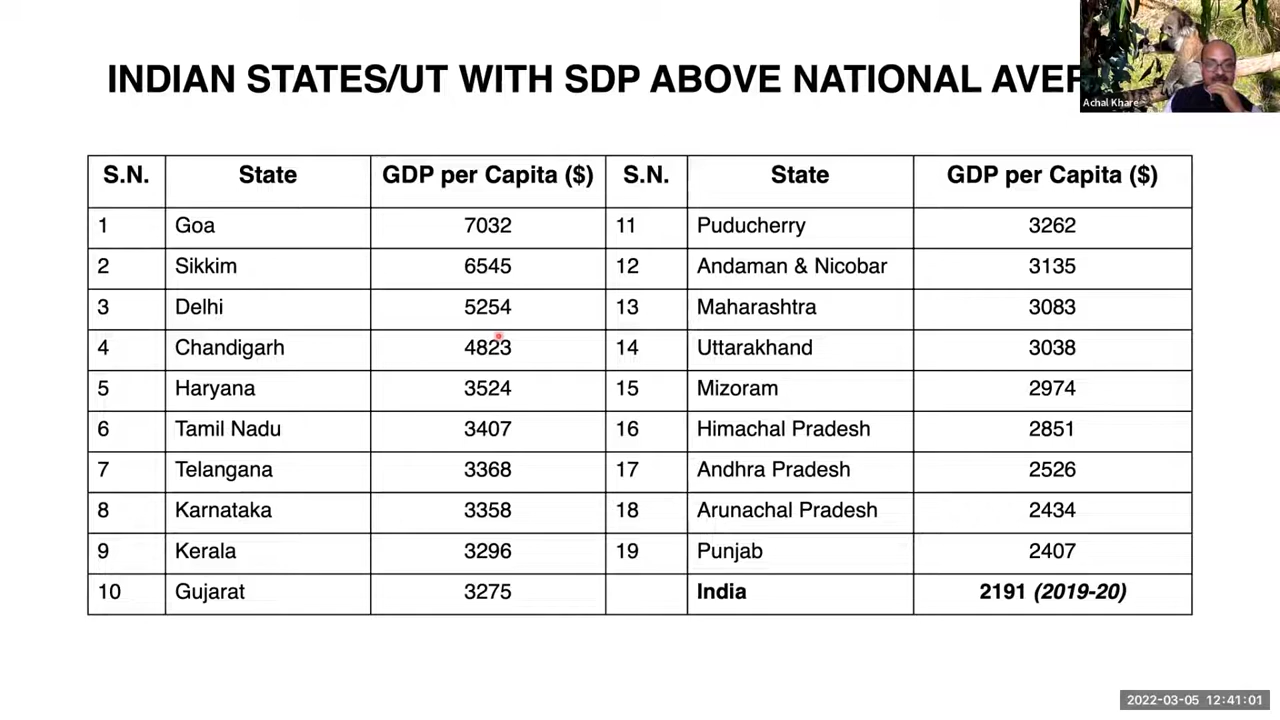 INDIAN STATES/UT WITH SDP ABOVE NATIONAL
Achal Khare
S.N. State GDP per Capita ($) S.N. State GDP per Capita ($)
1 Goa 7032 11 Puducherry 3262
2 Sikkim 6545 12 Andaman & Nicobar 3135
3 Delhi 5254 13 Maharashtra 3083
4 Chandigarh 4823 14 Uttarakhand 3038
5 Haryana 3524 15 Mizoram 2974
6 Tamil Nadu 3407 16 Himachal Pradesh 2851
7 Telangana 3368 17 Andhra Pradesh 2526
8 Karnataka 3358 18 Arunachal Pradesh 2434
9 Kerala 3296 19 Punjab 2407
10 Gujarat 3275 India 2191 (2019-20)
2022-03-05 12:41:01